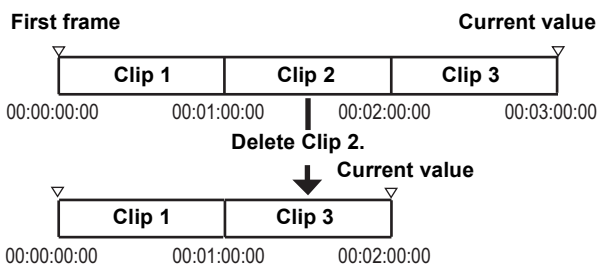 First frame Current value
Clip 1 Clip 2 Clip 3
00:00:00:00 00:01:00:00 00:02:00:00 00:03:00:00
Delete Clip 2.
Current value
Clip 1 Clip 3
00:00:00:00 00:01:00:00 00:02:00:00